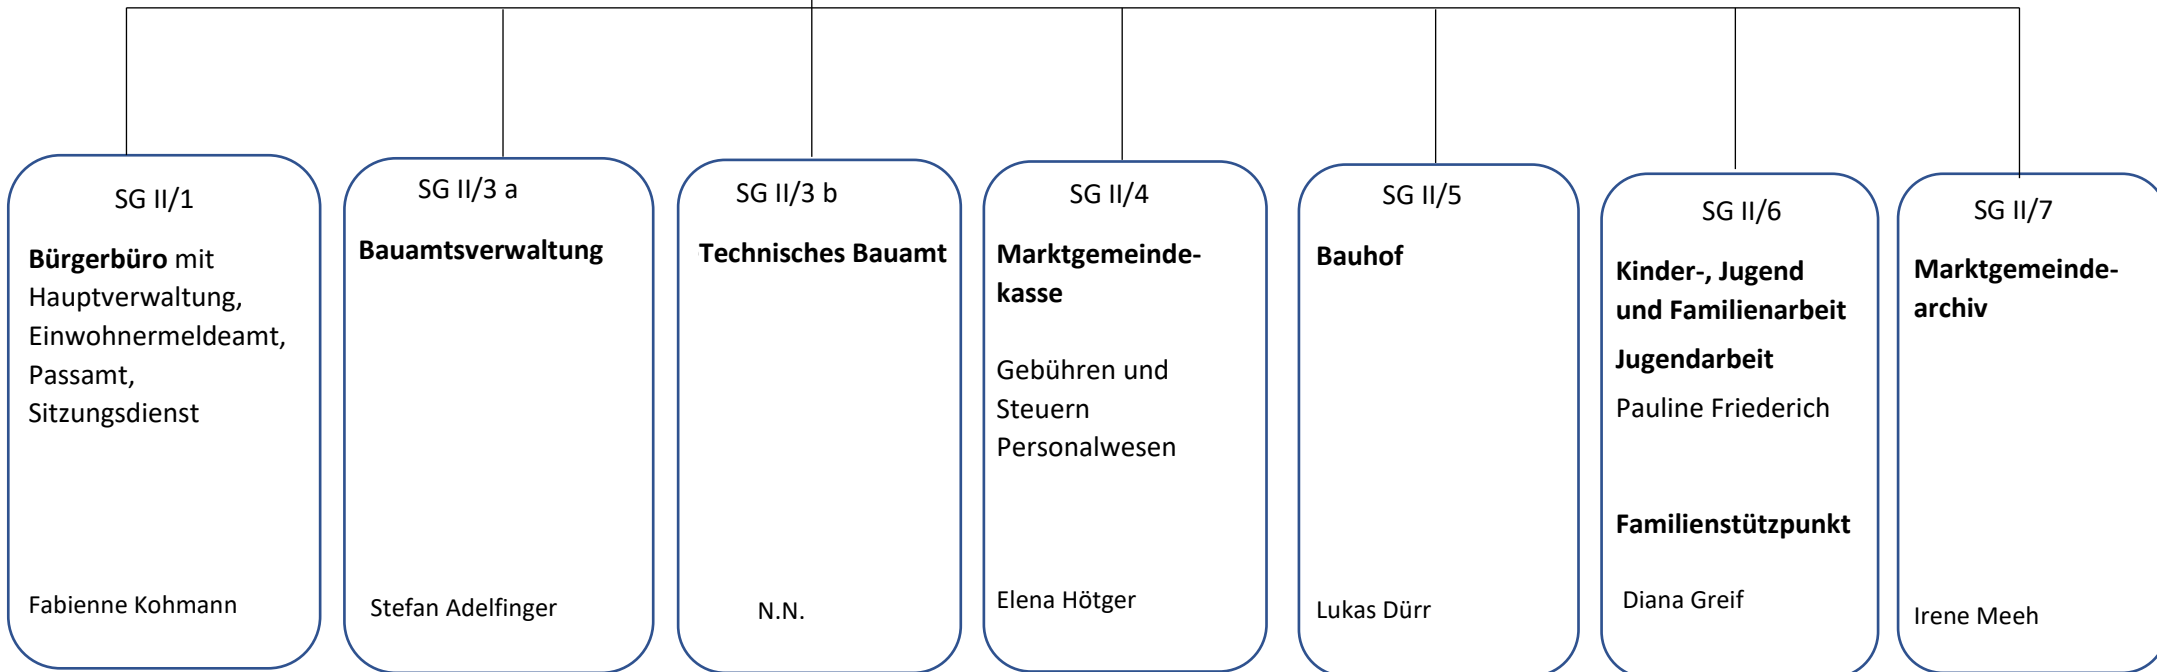 SG II/1
Bürgerbüro mit
Hauptverwaltung,
Einwohnermeldeamt,
Passamt,
Sitzungsdienst
Fabienne Kohmann
SG II/3 a
Bauamtsverwaltung
Stefan Adelfinger
SG II/3 b
Technisches Bauamt
N.N.
SG II/4
Marktgemeinde-
kasse
Gebühren und
Steuern
Personalwesen
Elena Hötger
SG II/5
Bauhof
Lukas Dürr
SG II/6
Kinder-, Jugend
und Familienarbeit
Jugendarbeit
Pauline Friederich
Familienstützpunkt
Diana Greif
SG II/7
Marktgemeinde-
archiv
Irene Meeh